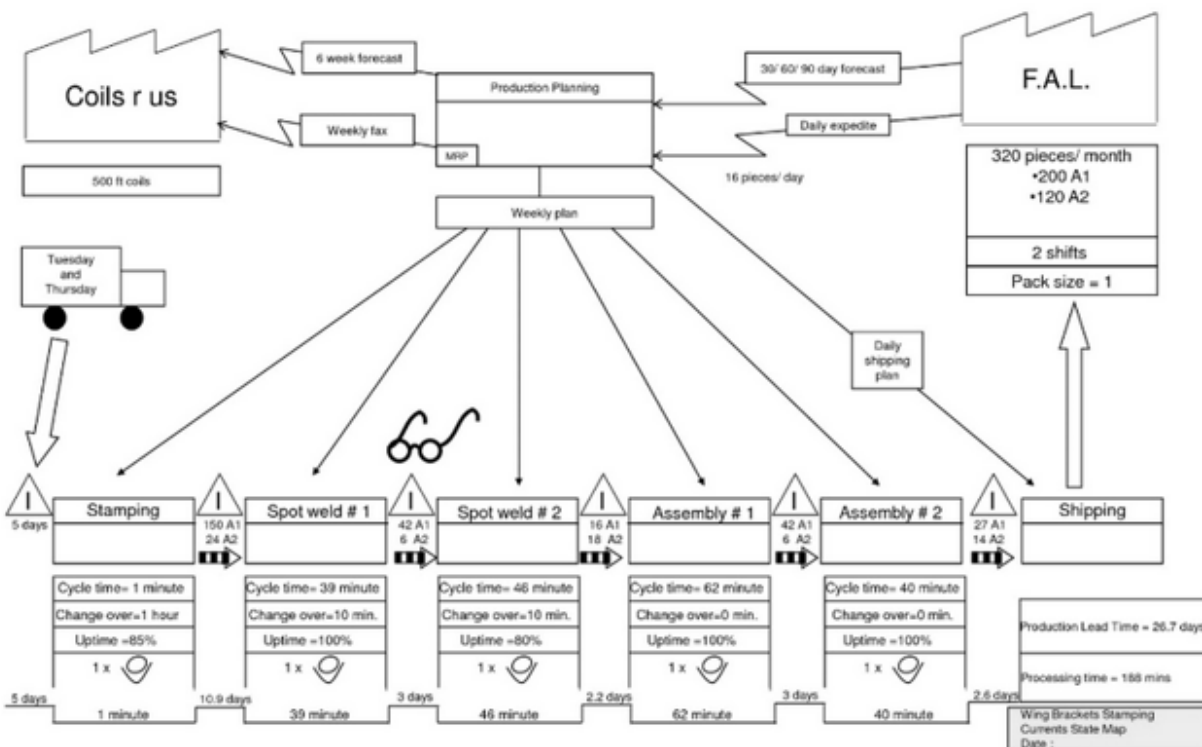 Coils r us
500 ft coils
6 week forecast
Weekly fax
Production Planning
MRP
Weekly plan
30/ 60/ 90 day forecast
Daily expedite
16 pieces/ day
F.A.L.
320 pieces/ month
•200 A1
•120 A2
2 shifts
Pack size = 1
Tuesday
and
Thursday
Daily
shipping
plan
I
5 days
Stamping
I
150 A1
24 A2
Spot weld # 1
I
42 A1
6 A2
Spot weld # 2
I
16 A1
18 A2
Assembly # 1
I
42 A1
6 A2
Assembly # 2
I
27 A1
14 A2
Shipping
Cycle time= 1 minute
Change over=1 hour
Uptime =85%
1 x
Cycle time= 39 minute
Change over=10 min.
Uptime =100%
1 x
Cycle time= 46 minute
Change over=10 min.
Uptime =80%
1 x
Cycle time= 62 minute
Change over=0 min.
Uptime =100%
1 x
Cycle time= 40 minute
Change over=0 min.
Uptime =100%
1 x
5 days
1 minute
10.9 days
39 minute
3 days
46 minute
2.2 days
62 minute
3 days
40 minute
2.6 days
Production Lead Time = 26.7 days
Processing time = 188 mins
Wing Brackets Stamping
Currents State Map
Date :